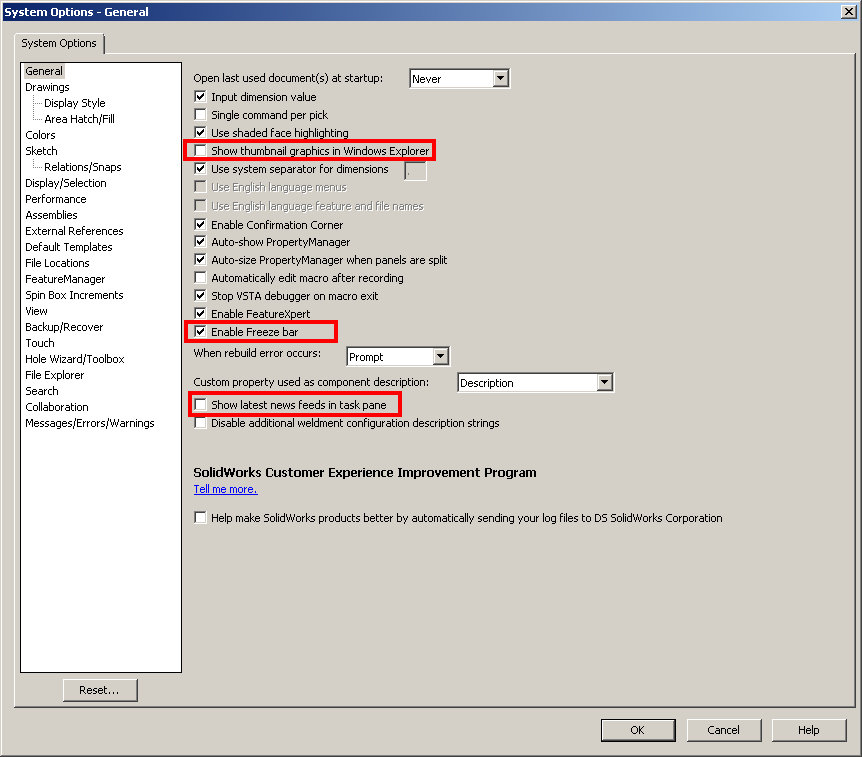 System Options - General
System Options
General
Drawings
Display Style
Area Hatch/Fill
Colors
Sketch
Relations/Snaps
Display/Selection
Performance
Assemblies
External References
Default Templates
File Locations
FeatureManager
Spin Box Increments
View
Backup/Recover
Touch
Hole Wizard/Toolbox
File Explorer
Search
Collaboration
Messages/Errors/Warnings
Reset...
Open last used document(s) at startup: Never
Input dimension value
Single command per pick
Use shaded face highlighting
Show thumbnail graphics in Windows Explorer
Use system separator for dimensions .
Use English language menus
Use English language feature and file names
Enable Confirmation Corner
Auto-show PropertyManager
Auto-size PropertyManager when panels are split
Automatically edit macro after recording
Stop VSTA debugger on macro exit
Enable FeatureXpert
Enable Freeze bar
When rebuild error occurs: Prompt
Custom property used as component description: Description
Show latest news feeds in task pane
Disable additional weldment configuration description strings
SolidWorks Customer Experience Improvement Program
Tell me more.
Help make SolidWorks products better by automatically sending your log files to DS SolidWorks Corporation
OK Cancel Help